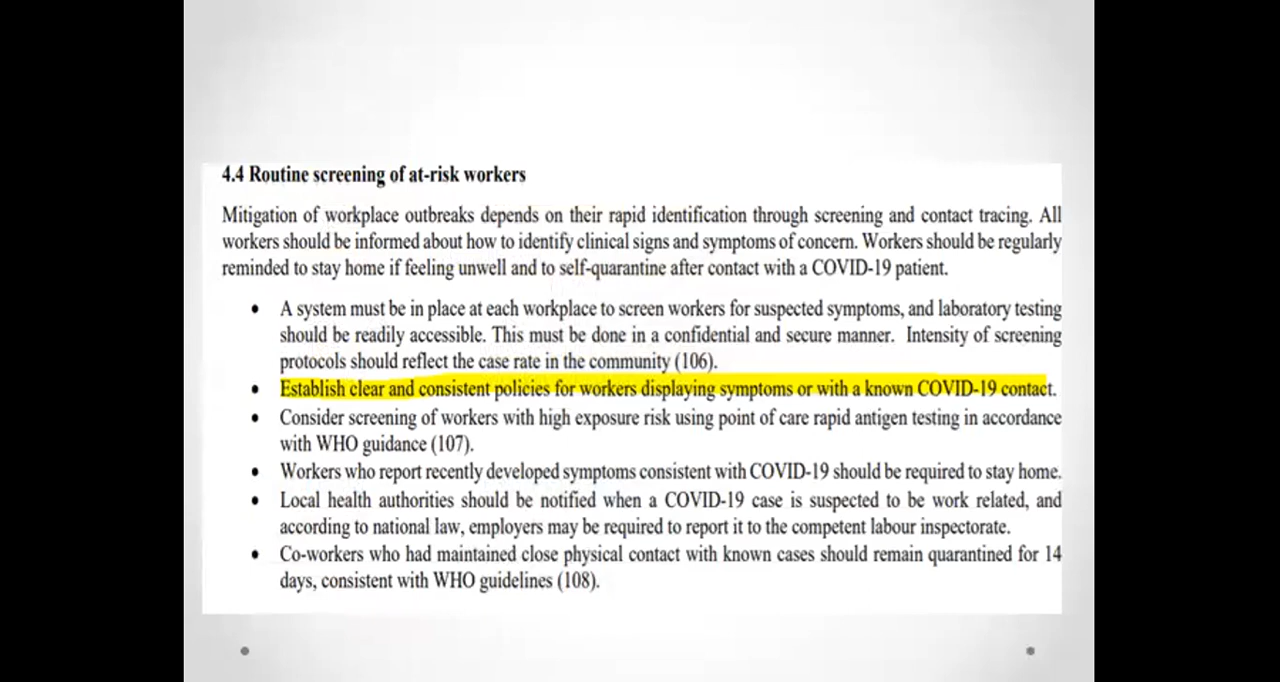 4.4 Routine screening of at-risk workers
Mitigation of workplace outbreaks depends on their rapid identification through screening and contact tracing. All
workers should be informed about how to identify clinical signs and symptoms of concern. Workers should be regularly
reminded to stay home if feeling unwell and to self-quarantine after contact with a COVID-19 patient.
• A system must be in place at each workplace to screen workers for suspected symptoms, and laboratory testing
should be readily accessible. This must be done in a confidential and secure manner. Intensity of screening
protocols should reflect the case rate in the community (106).
• Establish clear and consistent policies for workers displaying symptoms or with a known COVID-19 contact.
• Consider screening of workers with high exposure risk using point of care rapid antigen testing in accordance
with WHO guidance (107).
• Workers who report recently developed symptoms consistent with COVID-19 should be required to stay home.
• Local health authorities should be notified when a COVID-19 case is suspected to be work related, and
according to national law, employers may be required to report it to the competent labour inspectorate.
• Co-workers who had maintained close physical contact with known cases should remain quarantined for 14
days, consistent with WHO guidelines (108).